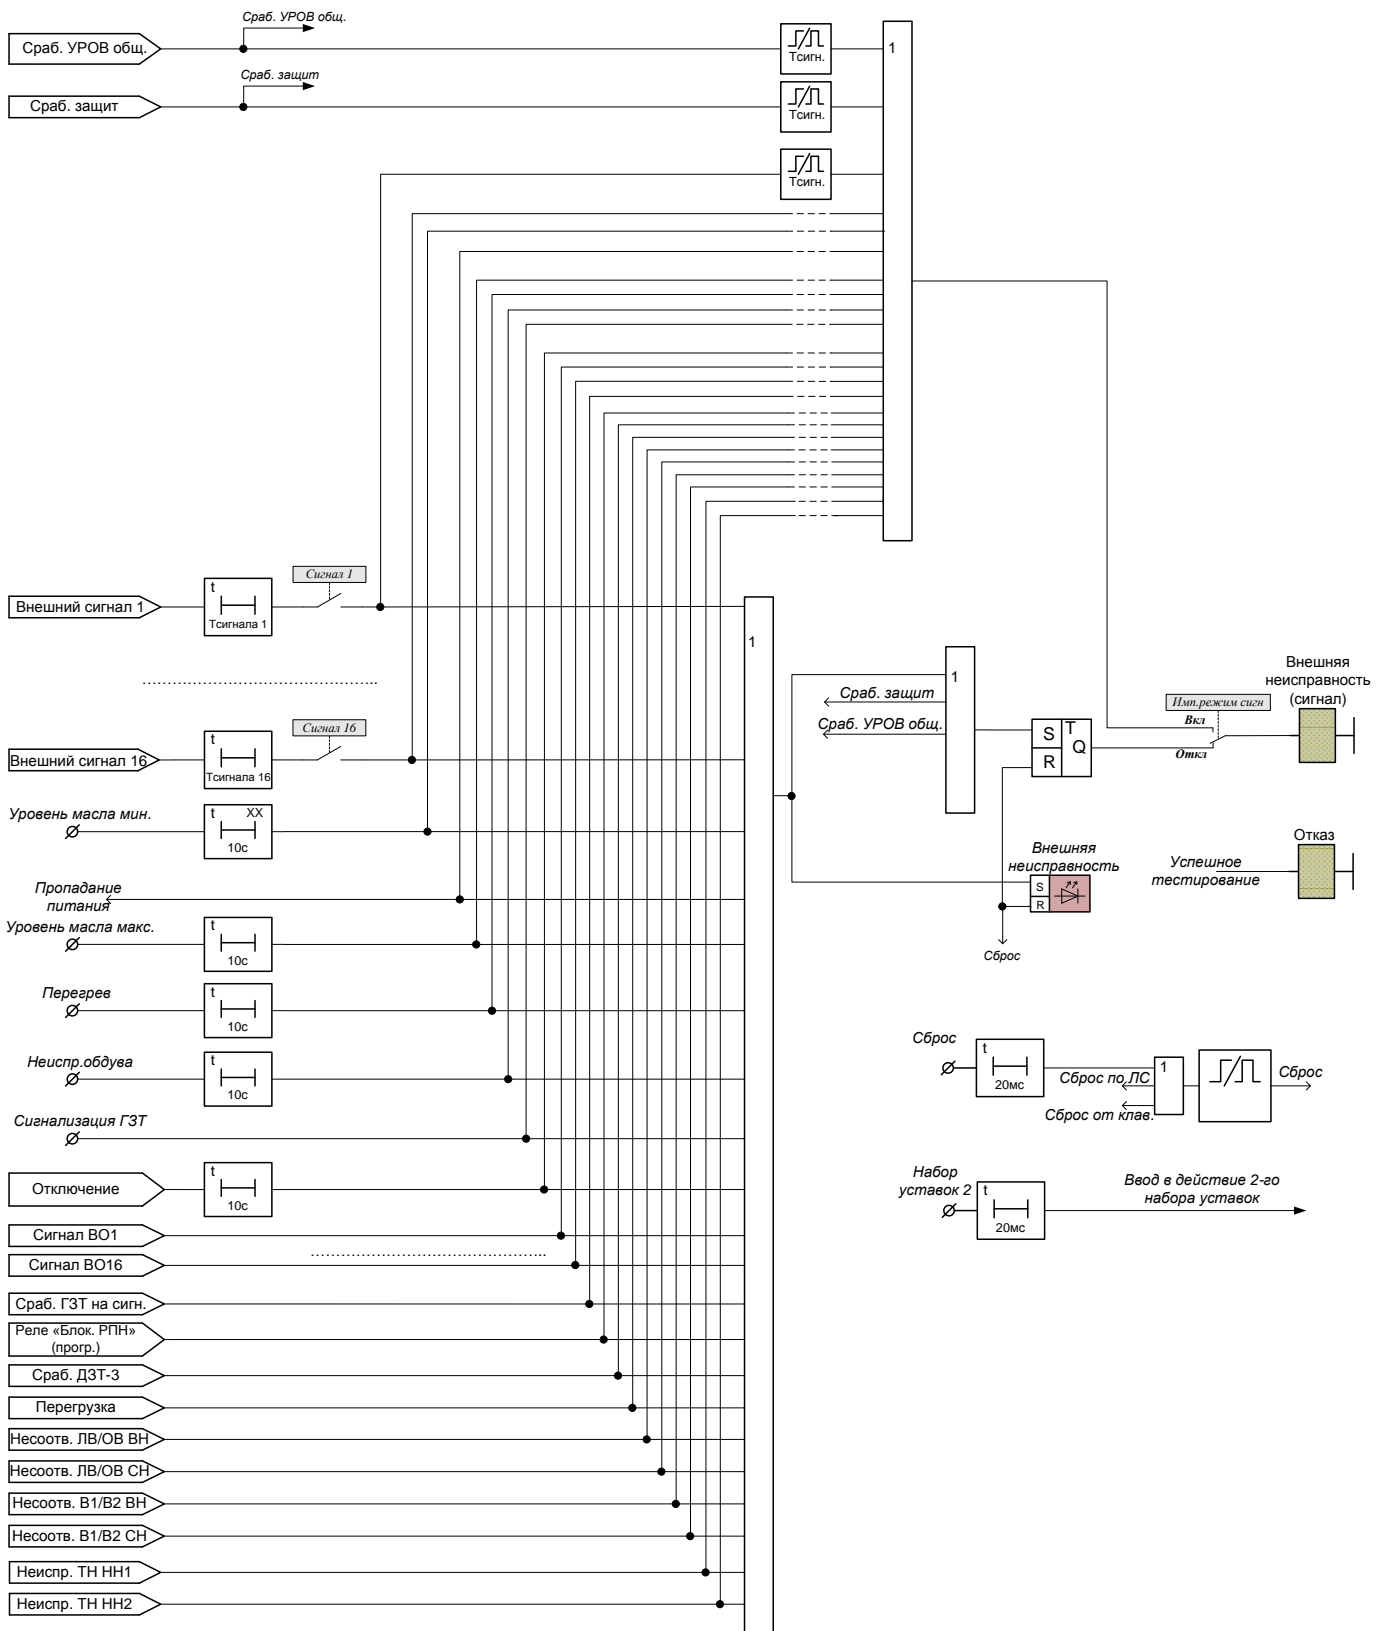 Сраб. УРОВ общ.
Сраб. УРОВ общ.
Тсигн.
1
Сраб. защит
Сраб. защит
Тсигн.
Тсигн.
Внешний сигнал 1
t
Тсигнала 1
Сигнал 1
1
……………………………………..
Внешний сигнал 16
t
Тсигнала 16
Сигнал 16
Уровень масла мин.
t
XX
10с
Пропадание
питания
Уровень масла макс.
t
10с
Перегрев
t
10с
Неиспр.обдува
t
10с
Сигнализация ГЗТ
Отключение
t
10с
Сигнал ВО1
……………………………………..
Сигнал ВО16
Сраб. ГЗТ на сигн.
Реле «Блок. РПН»
(прогр.)
Сраб. ДЗТ-3
Перегрузка
Несоотв. ЛВ/ОВ ВН
Несоотв. ЛВ/ОВ СН
Несоотв. В1/В2 ВН
Несоотв. В1/В2 СН
Неиспр. ТН НН1
Неиспр. ТН НН2
1
Сраб. защит
Сраб. УРОВ общ.
S
T
Q
R
Имп.режим сигн
Вкл
Откл
Внешняя
неисправность
(сигнал)
Внешняя
неисправность
S
R
Сброс
Успешное
тестирование
Отказ
Сброс
t
20мс
Сброс по ЛС
Сброс от клав.
1
Сброс
Набор
уставок 2
t
20мс
Ввод в действие 2-го
набора уставок